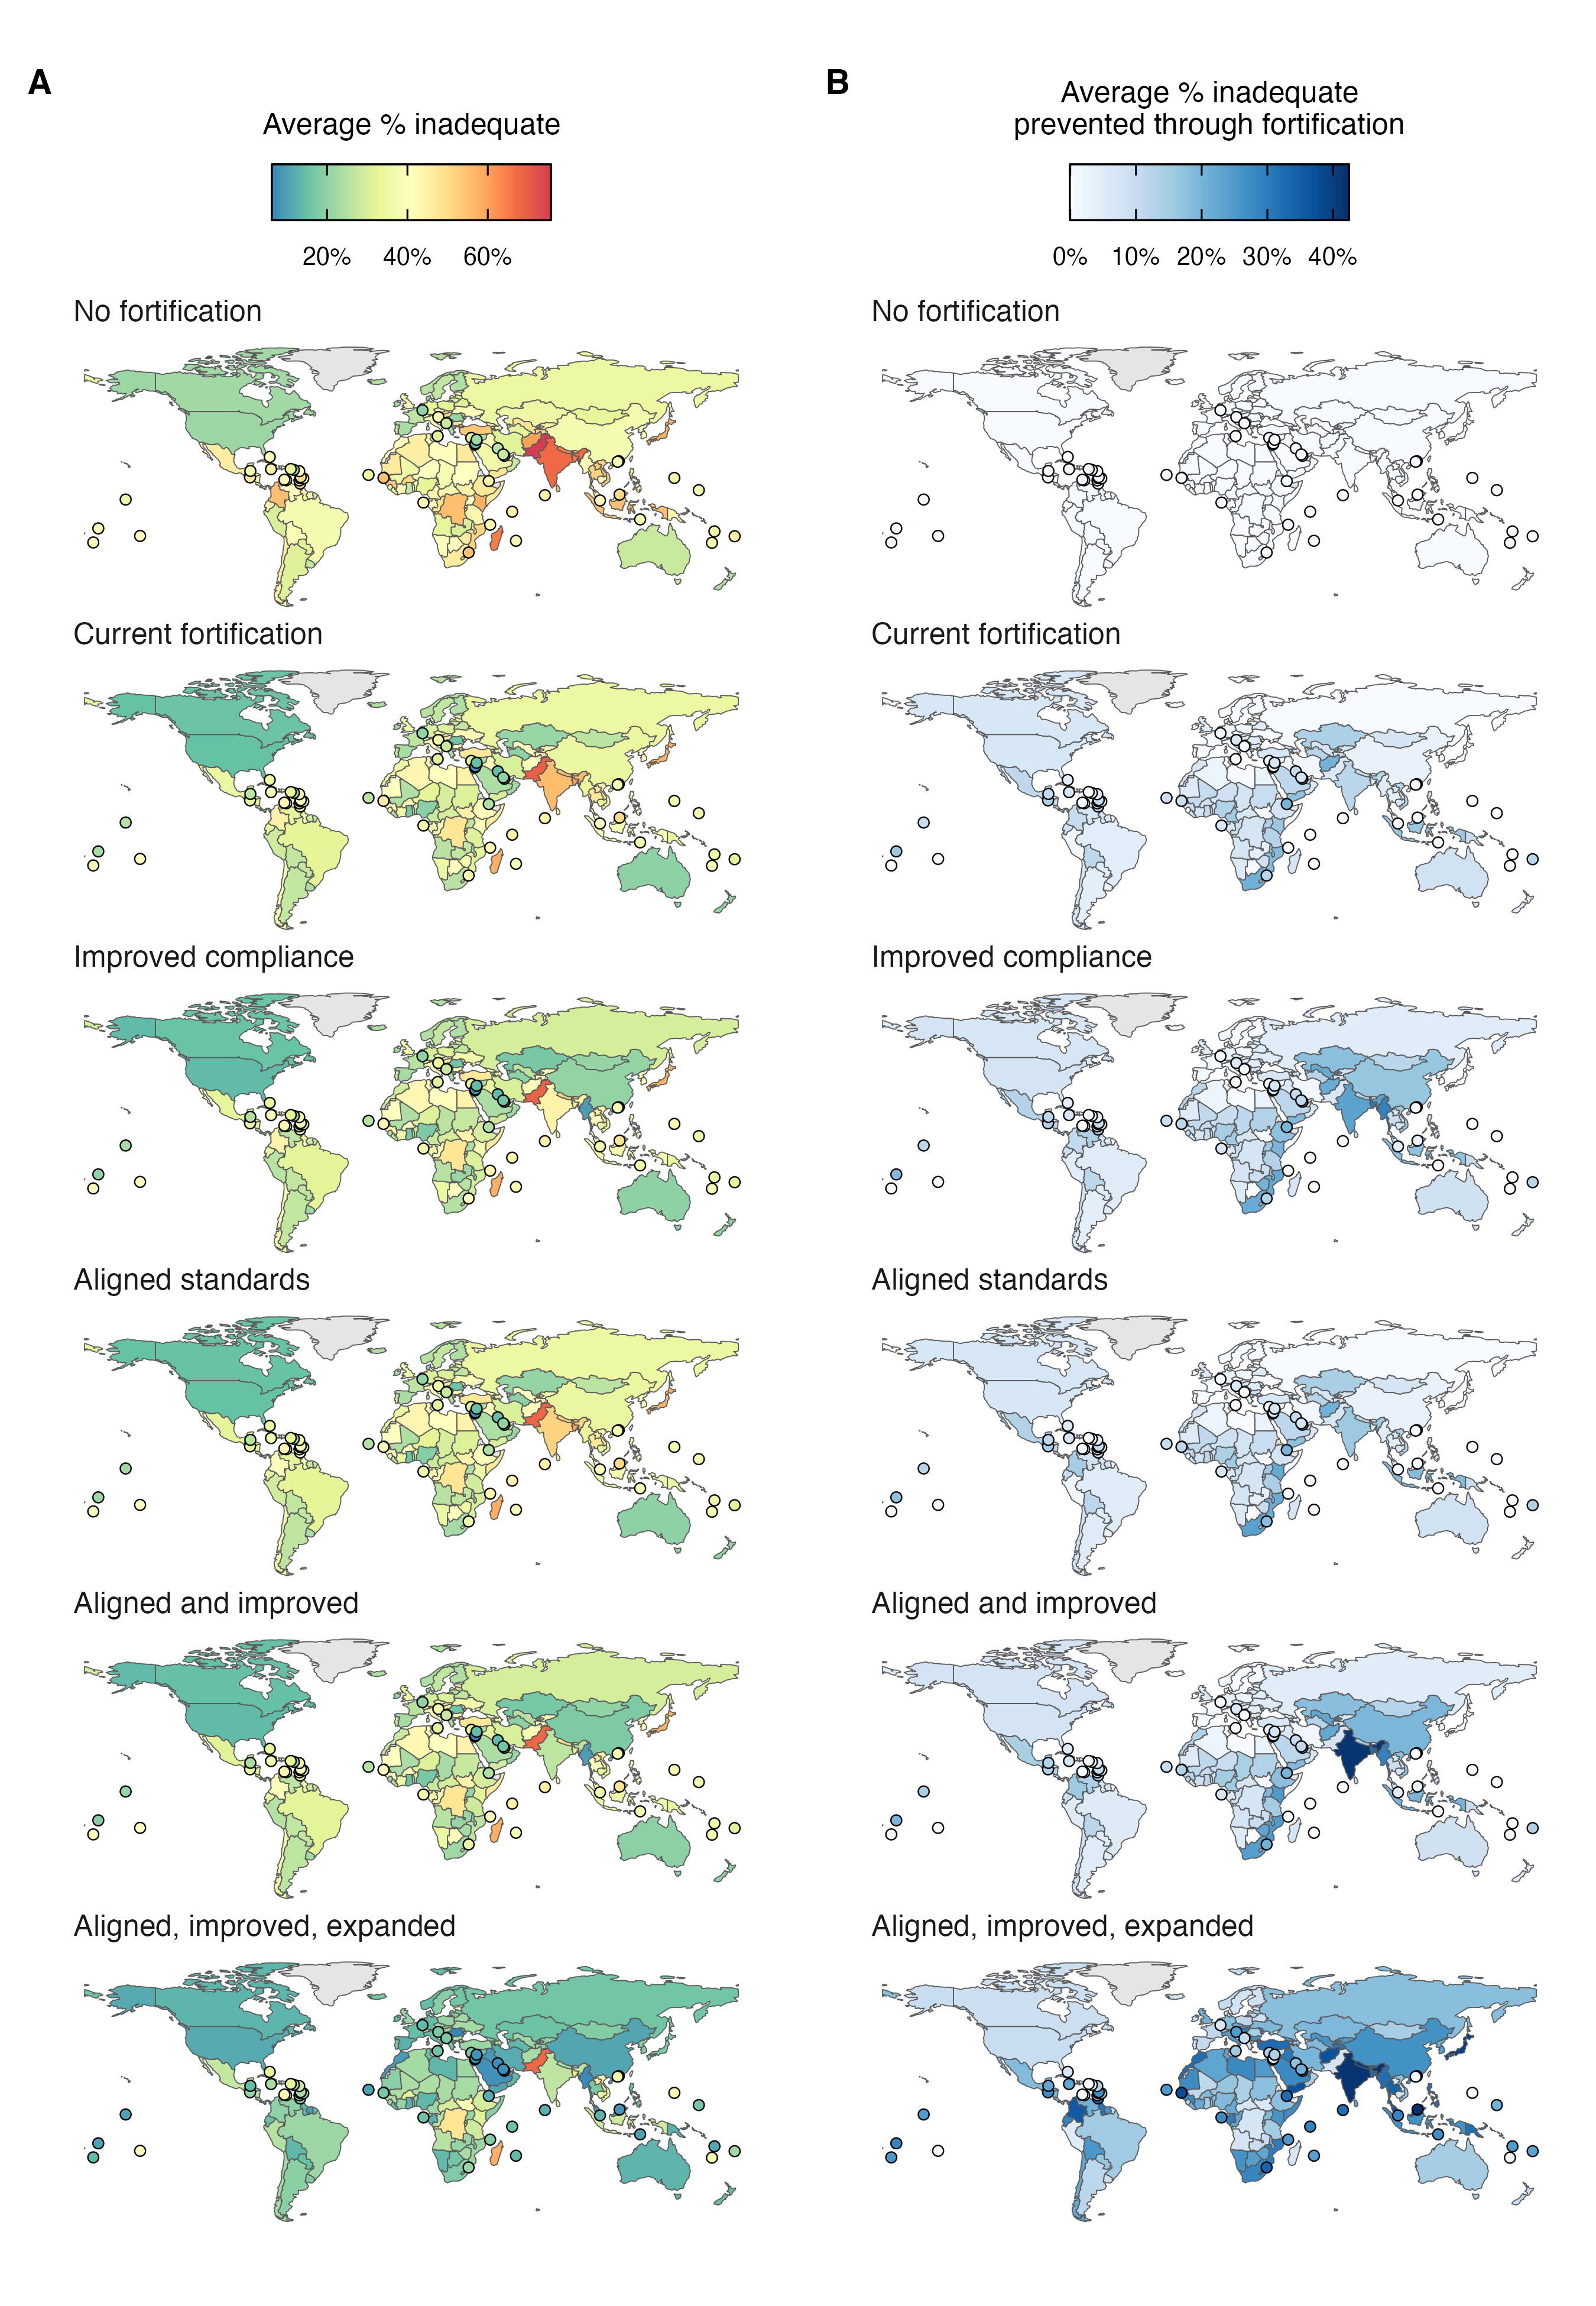 A
Average % inadequate
20% 40% 60%
No fortification
Current fortification
Improved compliance
Aligned standards
Aligned and improved
Aligned, improved, expanded
B
Average % inadequate
prevented through fortification
0% 10% 20% 30% 40%
No fortification
Current fortification
Improved compliance
Aligned standards
Aligned and improved
Aligned, improved, expanded